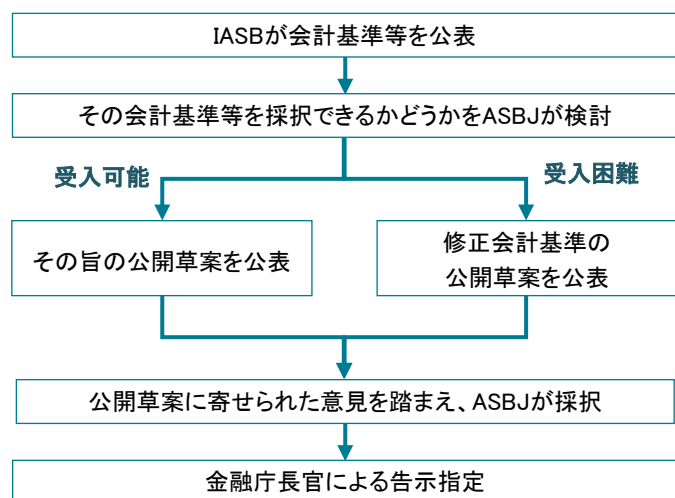 IASBが会計基準等を公表
その会計基準等を採択できるかどうかをASBJが検討
受入可能
受入困難
その旨の公開草案を公表
修正会計基準の
公開草案を公表
公開草案に寄せられた意見を踏まえ、ASBJが採択
金融庁長官による告示指定